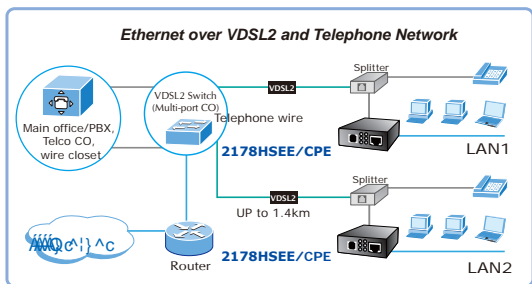 Ethernet over VDSL2 and Telephone Network
Main office/PBX,
Telco CO,
wire closet
VDSL2 Switch
(Multi-port CO)
Telephone wire
VDSL2
Splitter
2178HSEE/CPE
LAN1
VDSL2
UP to 1.4km
Splitter
Router
2178HSEE/CPE
LAN2